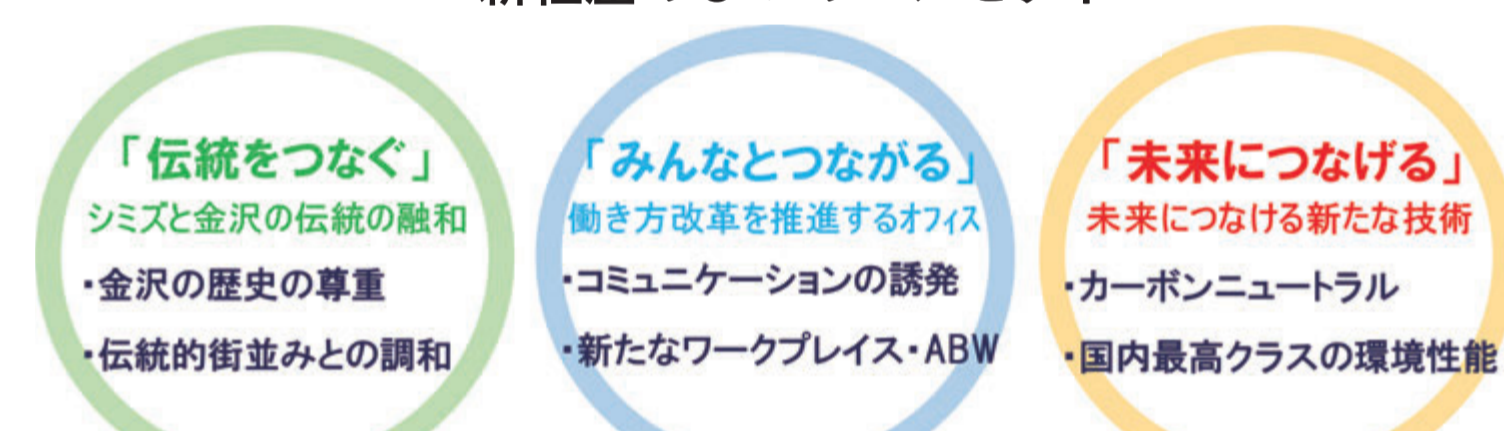 「伝統をつなぐ」
シミズと金沢の伝統の融和
・金沢の歴史の尊重
・伝統的街並みとの調和
「みんなとつながる」
働き方改革を推進するオフィス
・コミュニケーションの誘発
・新たなワークプレイス・ABW
「未来につなげる」
未来につなげる新たな技術
・カーボンニュートラル
・国内最高クラスの環境性能